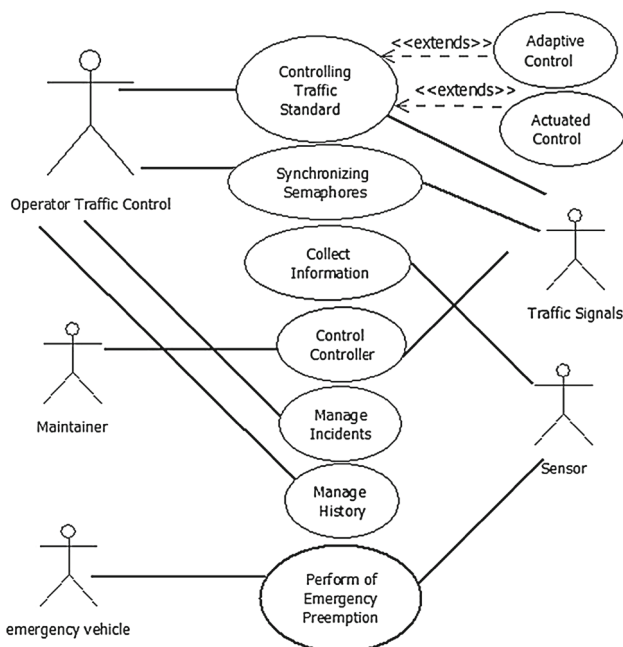 <<extends>>
Adaptive
Control
Controlling
Traffic
Standard
<<extends>>
Actuated
Control
Operator Traffic Control
Synchronizing
Semaphores
Collect
Information
Traffic Signals
Control
Controller
Maintainer
Manage
Incidents
Sensor
Manage
History
emergency vehicle
Perform of
Emergency
Preemption